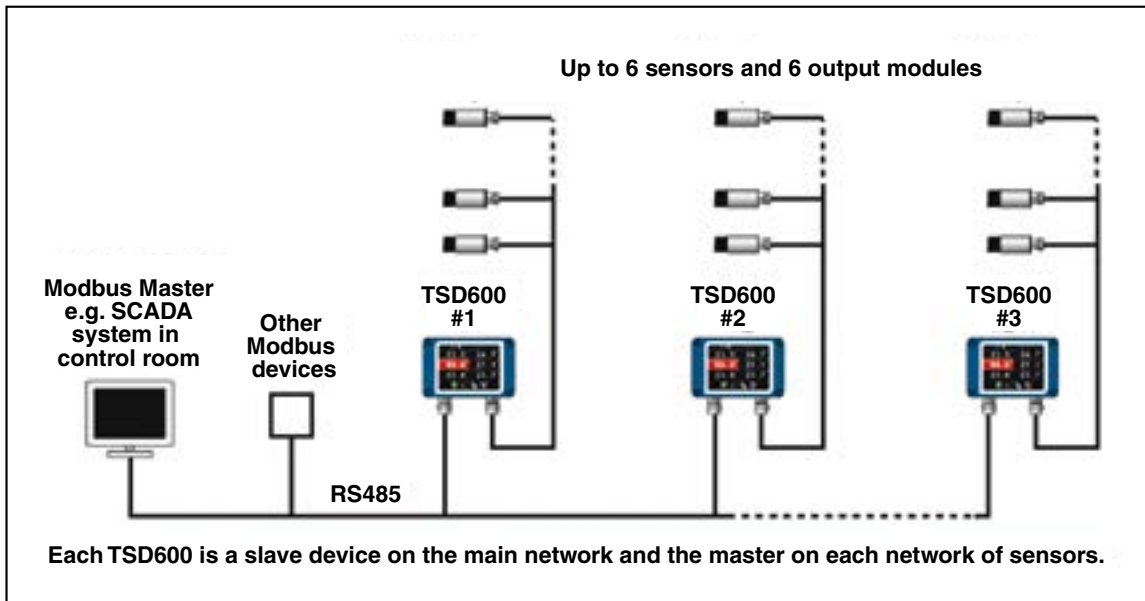 Up to 6 sensors and 6 output modules
Modbus Master
e.g. SCADA
system in
control room
Other
Modbus
devices
TSD600
#1
TSD600
#2
TSD600
#3
RS485
Each TSD600 is a slave device on the main network and the master on each network of sensors.